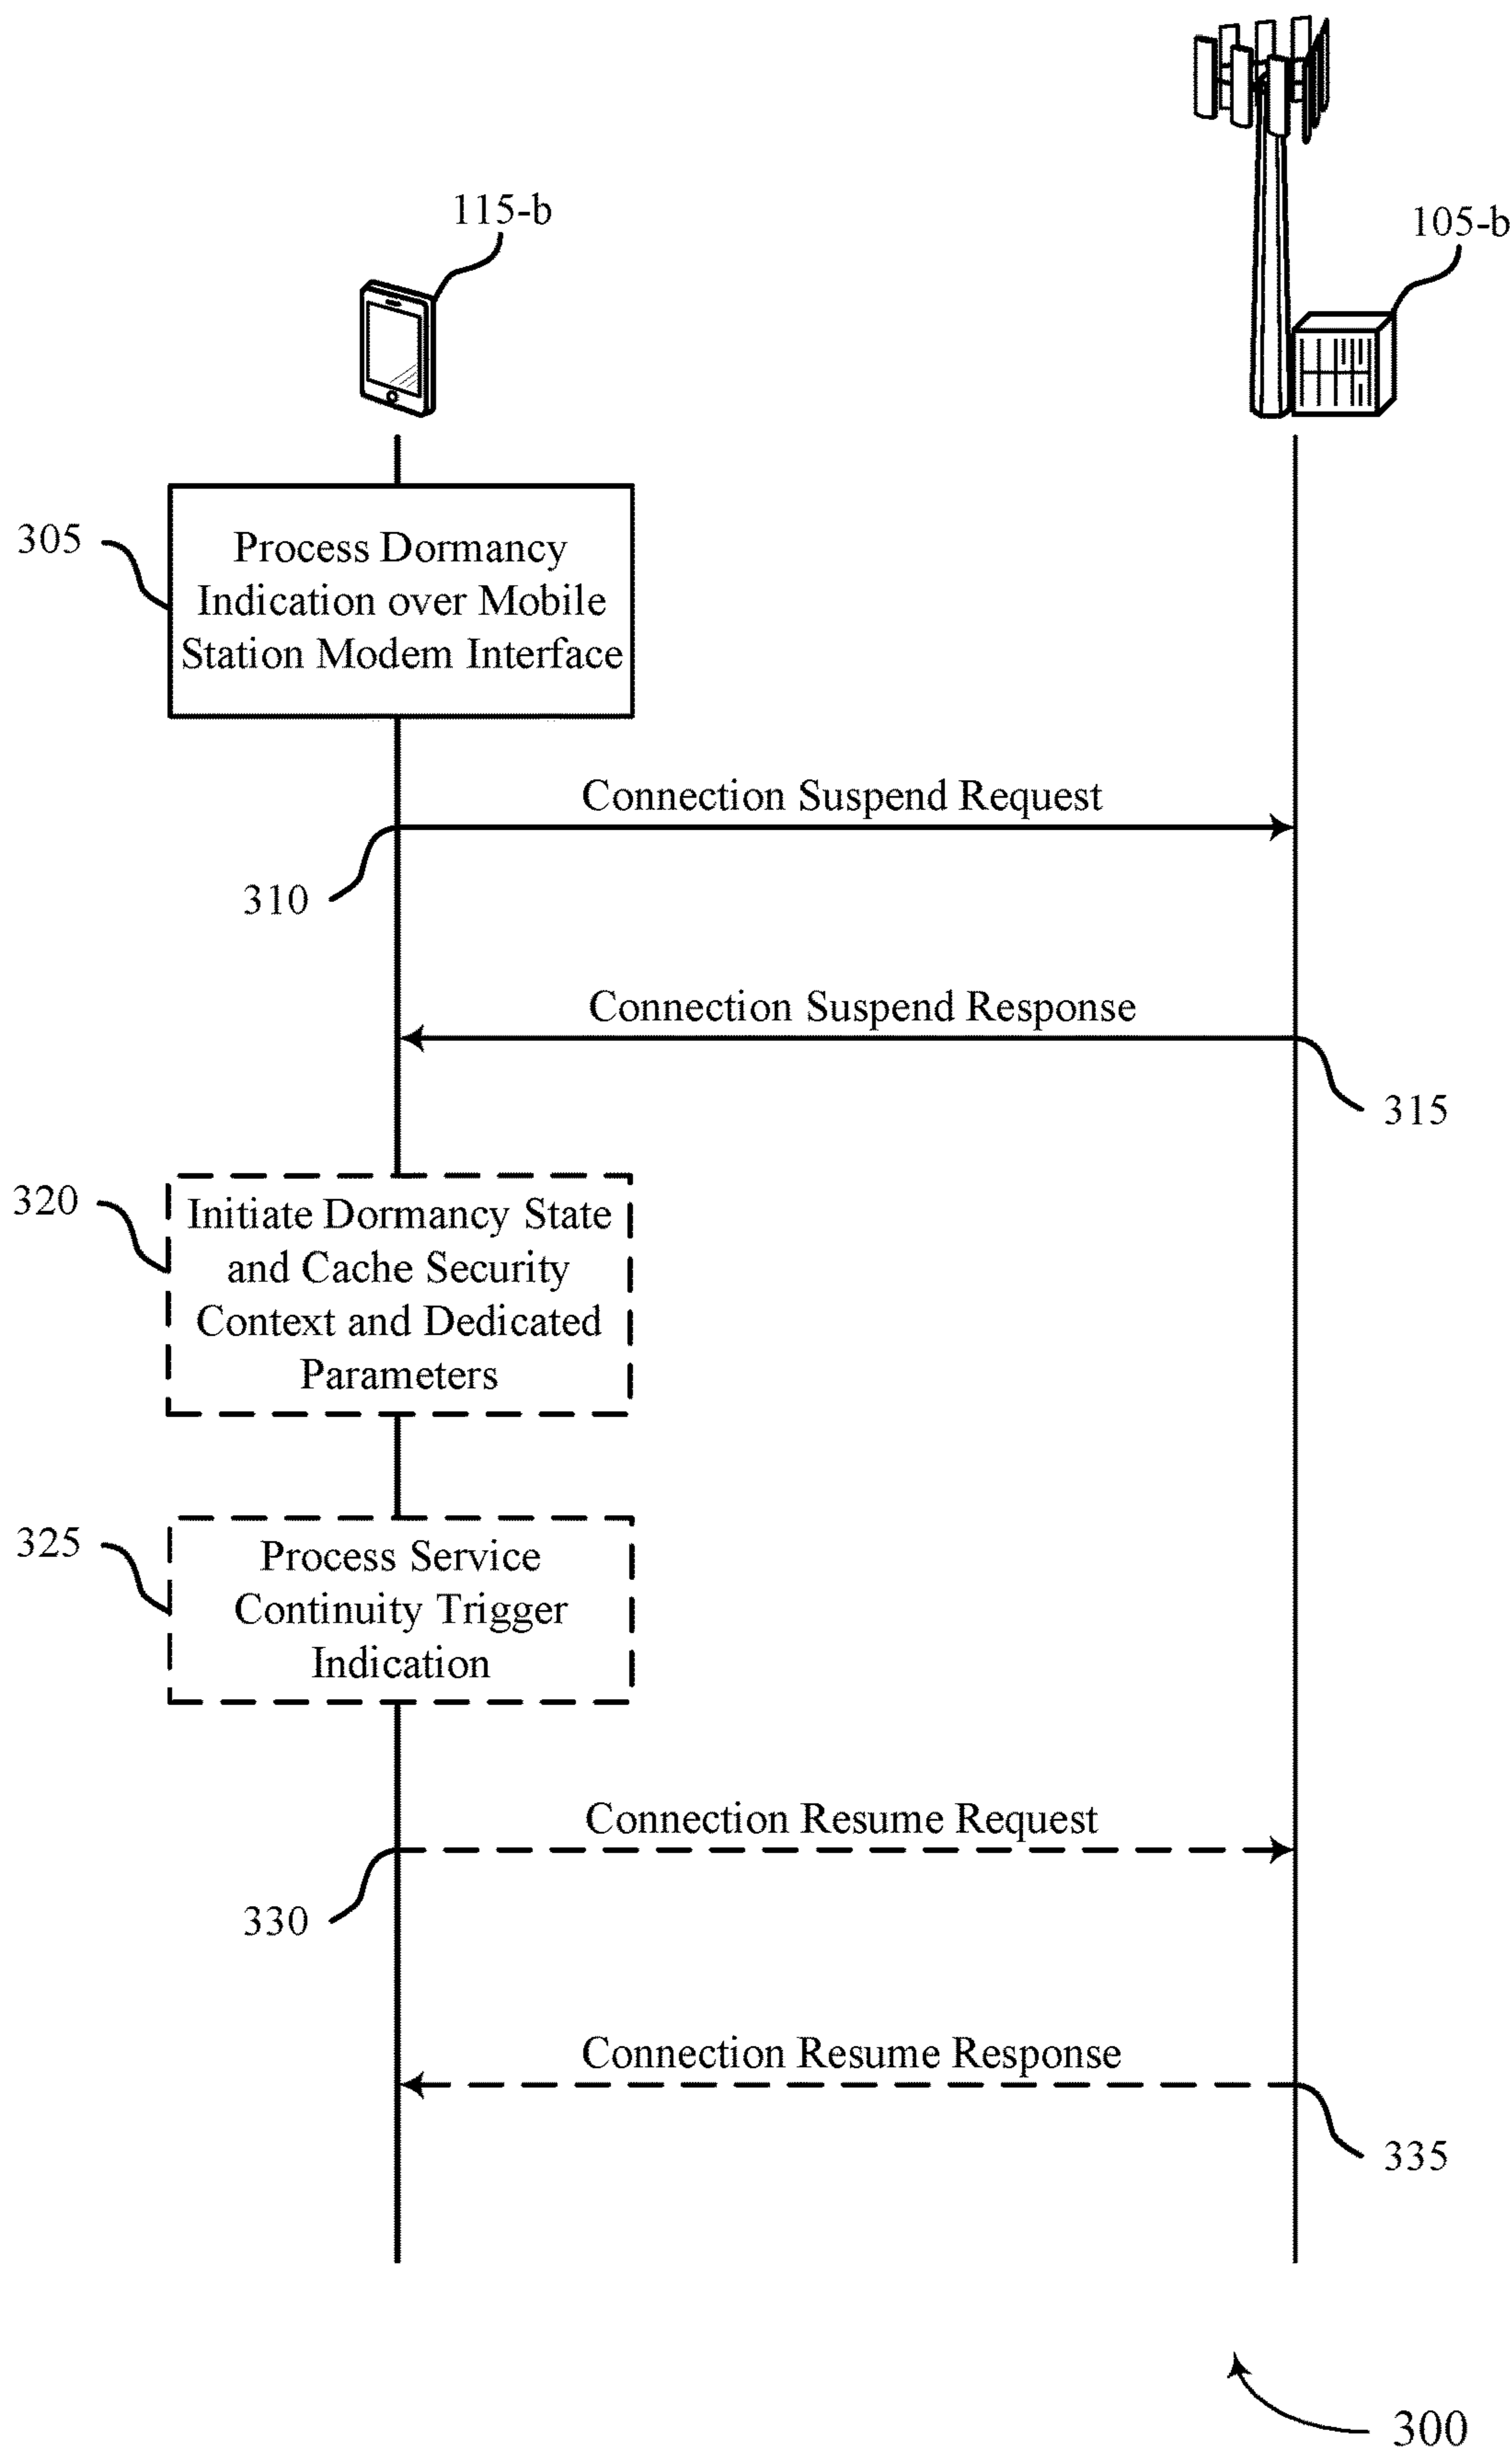 115-b
105-b
305
Process Dormancy
Indication over Mobile
Station Modem Interface
Connection Suspend Request
310
Connection Suspend Response
315
320
Initiate Dormancy State
and Cache Security
Context and Dedicated
Parameters
325
Process Service
Continuity Trigger
Indication
Connection Resume Request
330
Connection Resume Response
335
300